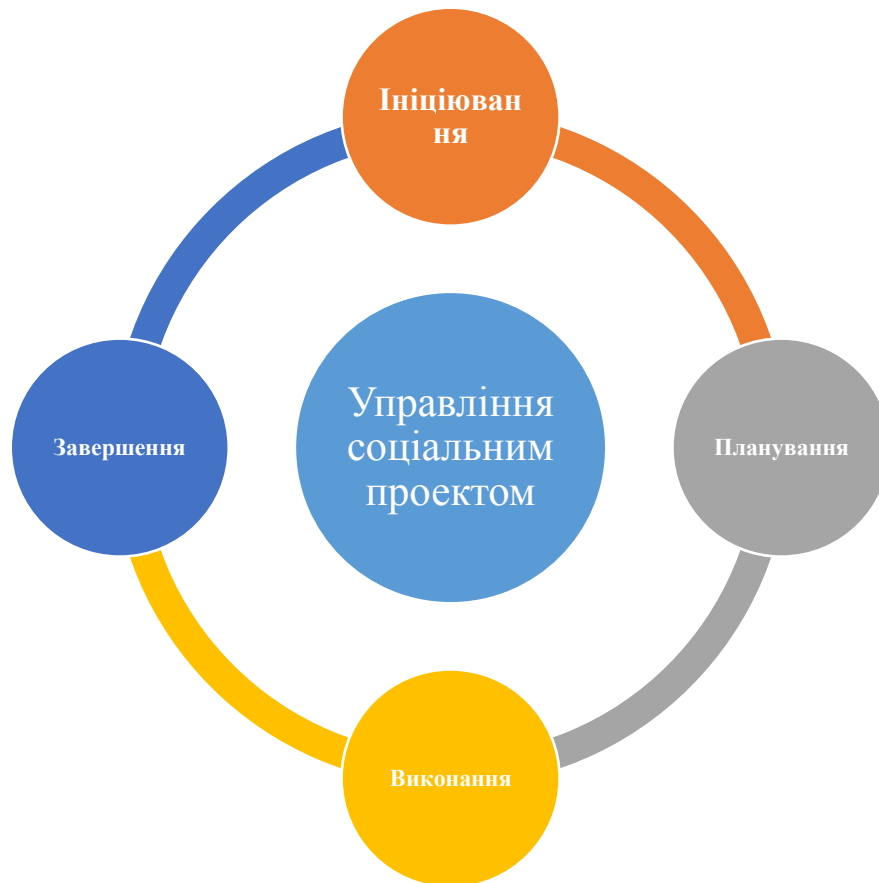 Ініціюван
ня
Управління
соціальним
проектом
Завершення
Планування
Виконання